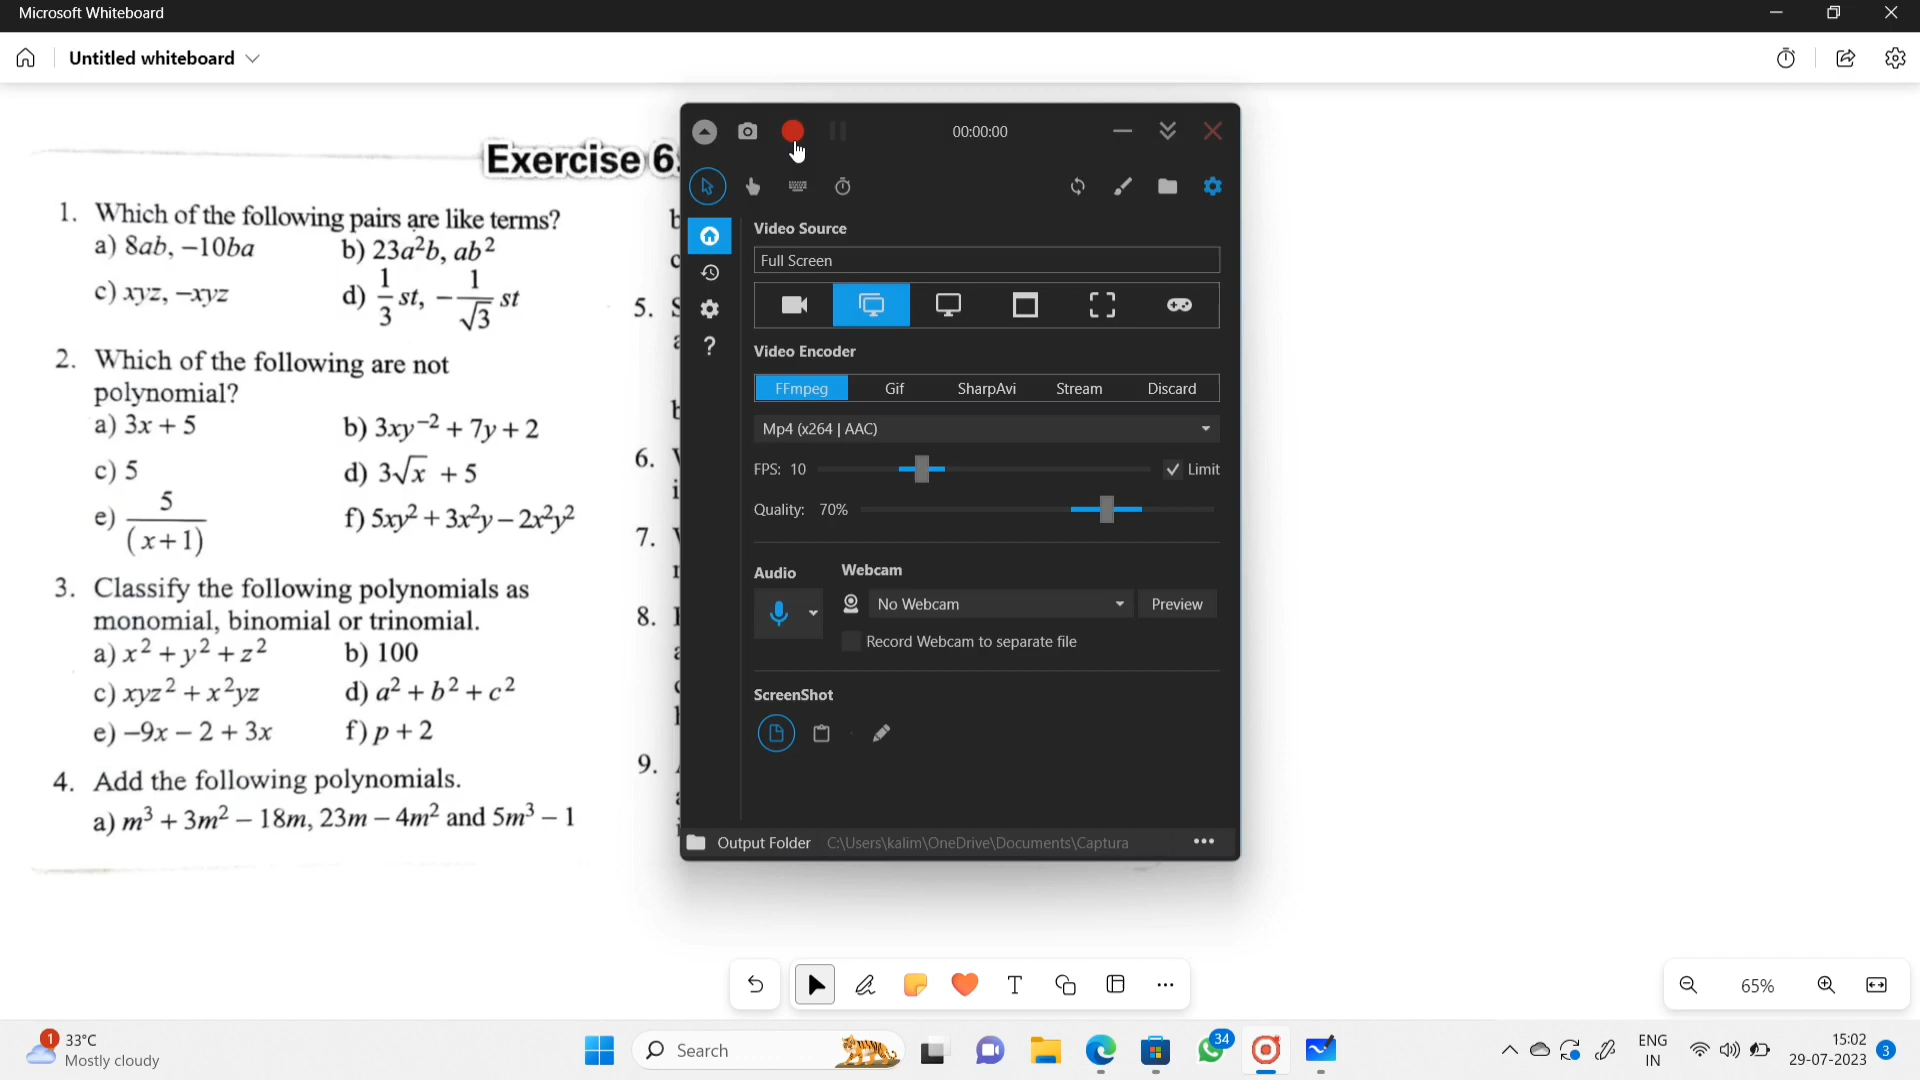 Microsoft Whiteboard
Untitled whiteboard
Exercise 6
1. Which of the following pairs are like terms?
a) 8ab, −10ba b) 23a²b, ab²
c) xyz, −xyz d) 1/3 st, −1/√3 st
2. Which of the following are not
polynomial?
a) 3x + 5 b) 3xy⁻² + 7y + 2
c) 5 d) 3√x + 5
e) 5/(x+1) f) 5xy² + 3x²y − 2x²y²
3. Classify the following polynomials as
monomial, binomial or trinomial.
a) x² + y² + z² b) 100
c) xyz² + x²yz d) a² + b² + c²
e) −9x − 2 + 3x f) p + 2
4. Add the following polynomials.
a) m³ + 3m² − 18m, 23m − 4m² and 5m³ − 1
5.
6.
7.
8.
9.
00:00:00
Video Source
Full Screen
Video Encoder
FFmpeg Gif SharpAvi Stream Discard
Mp4 (x264 | AAC)
FPS: 10 Limit
Quality: 70%
Audio Webcam
No Webcam Preview
Record Webcam to separate file
ScreenShot
Output Folder C:\Users\kalim\OneDrive\Documents\Captura
65%
1 33°C
Mostly cloudy
Search
34
ENG
IN
15:02
29-07-2023
3